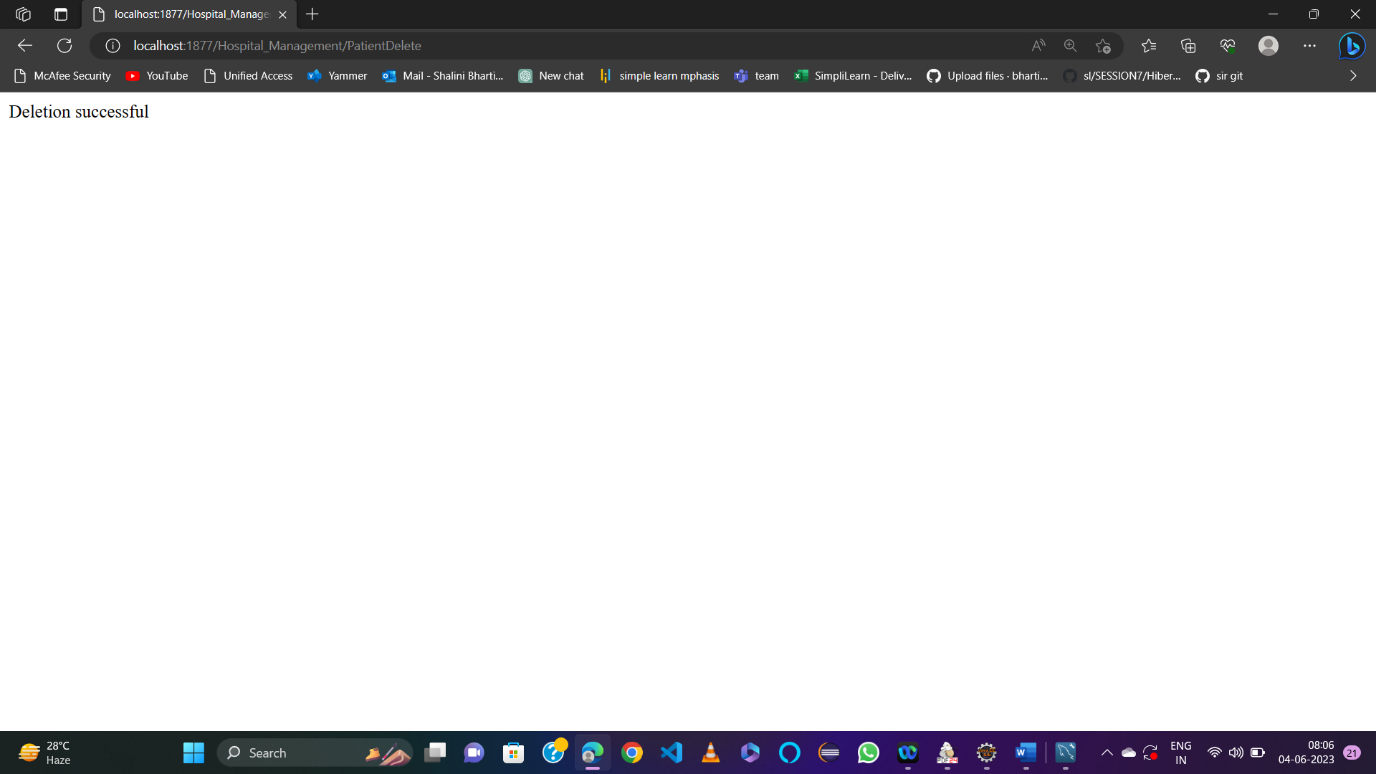 localhost:1877/Hospital_Manage
localhost:1877/Hospital_Management/PatientDelete
McAfee Security YouTube Unified Access Yammer Mail - Shalini Bharti... New chat simple learn mphasis team SimpliLearn - Deliv... Upload files · bharti... sl/SESSION7/Hiber... sir git
Deletion successful
28°C
Haze
Search
ENG
IN
08:06
04-06-2023
21